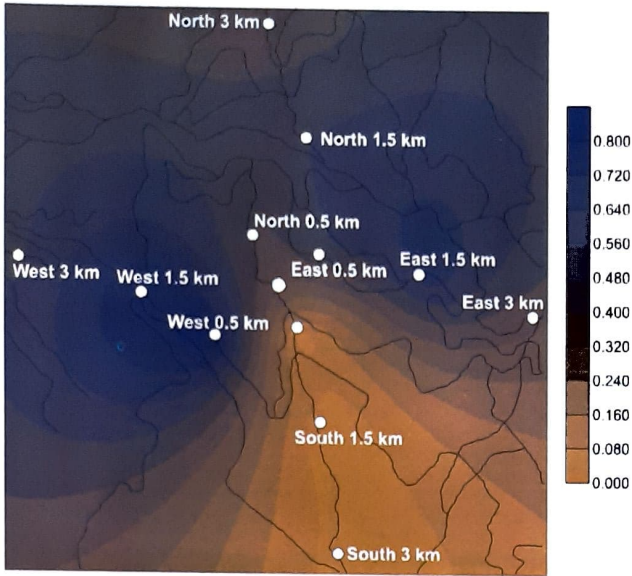 North 3 km
North 1.5 km
North 0.5 km
East 0.5 km
East 1.5 km
West 3 km
West 1.5 km
East 3 km
West 0.5 km
South 1.5 km
South 3 km
0.800
0.720
0.640
0.560
0.480
0.400
0.320
0.240
0.160
0.080
0.000